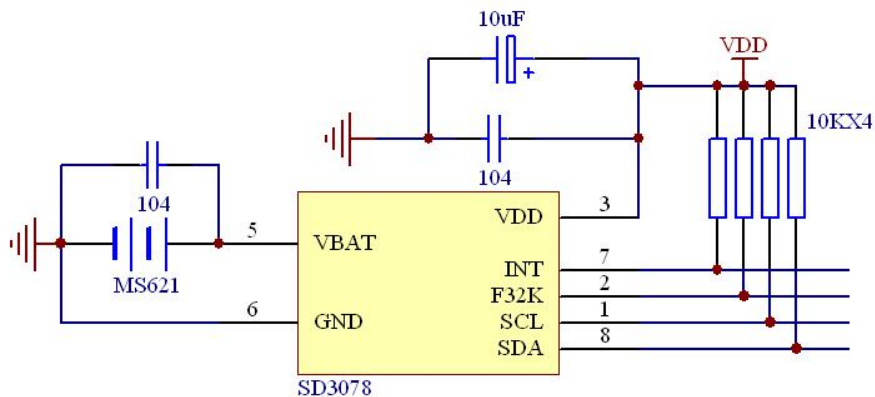 10uF
VDD
10KX4
104
104
VDD
3
5
VBAT
MS621
INT
7
F32K
2
6
GND
SCL
1
SDA
8
SD3078
+